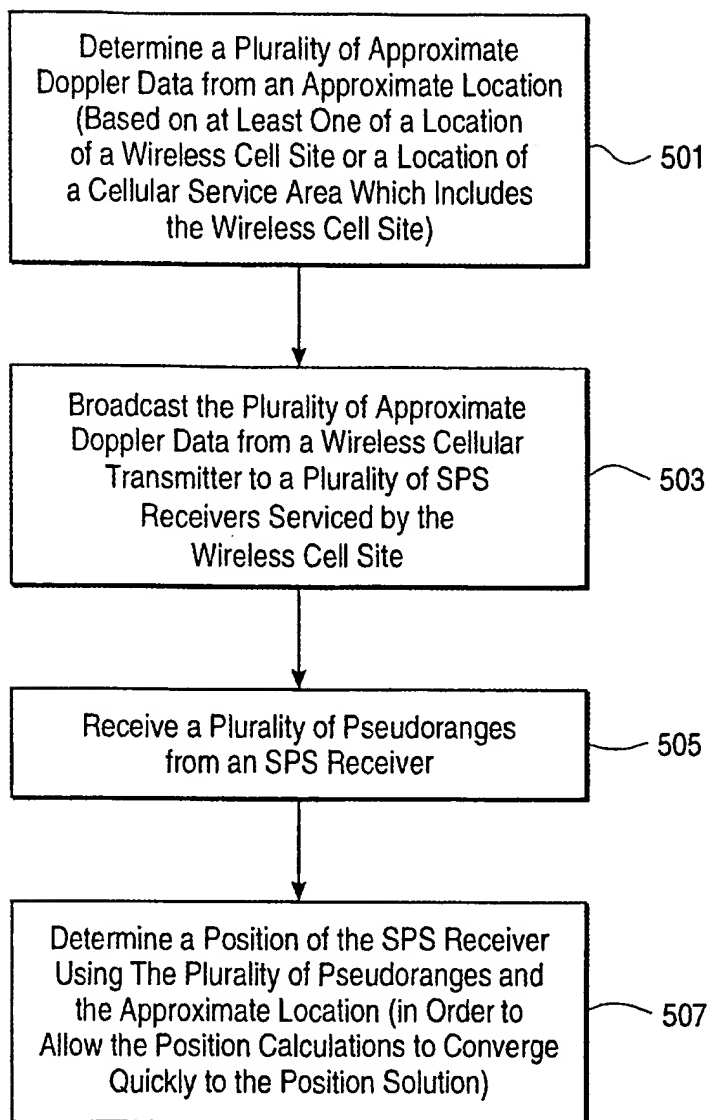 Determine a Plurality of Approximate
Doppler Data from an Approximate Location
(Based on at Least One of a Location
of a Wireless Cell Site or a Location of
a Cellular Service Area Which Includes
the Wireless Cell Site)
501
Broadcast the Plurality of Approximate
Doppler Data from a Wireless Cellular
Transmitter to a Plurality of SPS
Receivers Serviced by the
Wireless Cell Site
503
Receive a Plurality of Pseudoranges
from an SPS Receiver
505
Determine a Position of the SPS Receiver
Using The Plurality of Pseudoranges and
the Approximate Location (in Order to
Allow the Position Calculations to Converge
Quickly to the Position Solution)
507